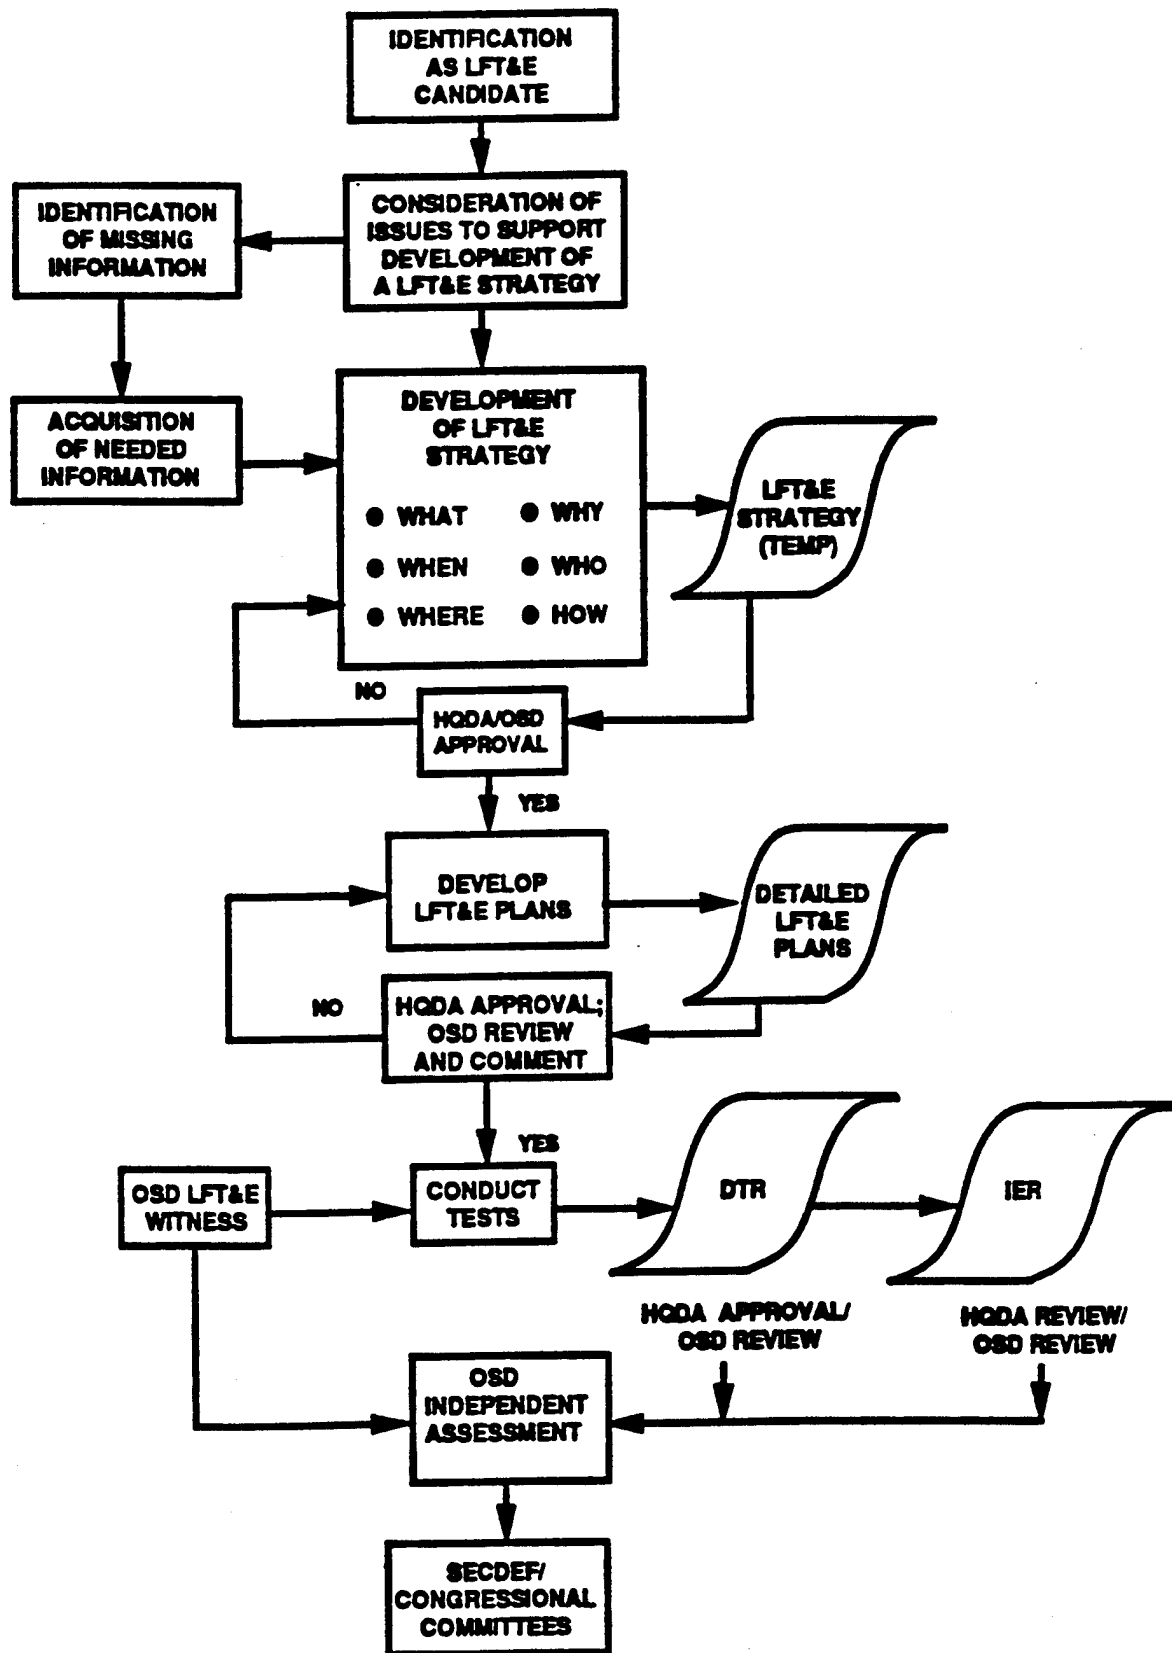 IDENTIFICATION
AS LFT&E
CANDIDATE
IDENTIFICATION
OF MISSING
INFORMATION
CONSIDERATION OF
ISSUES TO SUPPORT
DEVELOPMENT OF
A LFT&E STRATEGY
ACQUISITION
OF NEEDED
INFORMATION
DEVELOPMENT
OF LFT&E
STRATEGY
● WHAT ● WHY
● WHEN ● WHO
● WHERE ● HOW
LFT&E
STRATEGY
(TEMP)
NO
HQDA/OSD
APPROVAL
YES
DEVELOP
LFT&E PLANS
DETAILED
LFT&E
PLANS
NO
HQDA APPROVAL;
OSD REVIEW
AND COMMENT
YES
OSD LFT&E
WITNESS
CONDUCT
TESTS
DTR
IER
HQDA APPROVAL/
OSD REVIEW
HQDA REVIEW/
OSD REVIEW
OSD
INDEPENDENT
ASSESSMENT
SECDEF/
CONGRESSIONAL
COMMITTEES